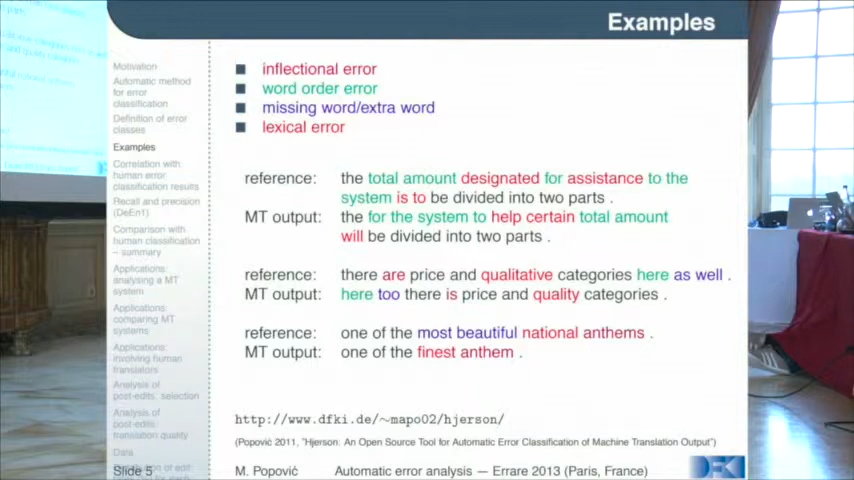 Examples
Motivation
Automatic method
for error
classification
Definition of error
classes
Examples
Correlation with
human error
classification results
Recall and precision
(DeEn1)
Comparison with
human classification
– summary
Applications:
analysing a MT
system
Applications:
comparing MT
systems
Applications:
involving human
translators
Analysis of
post-edits: selection
Analysis of
post-edits:
translation quality
Data
Slide 5
inflectional error
word order error
missing word/extra word
lexical error
reference: the total amount designated for assistance to the
system is to be divided into two parts .
MT output: the for the system to help certain total amount
will be divided into two parts .
reference: there are price and qualitative categories here as well .
MT output: here too there is price and quality categories .
reference: one of the most beautiful national anthems .
MT output: one of the finest anthem .
http://www.dfki.de/~mapo02/hjerson/
(Popović 2011, "Hjerson: An Open Source Tool for Automatic Error Classification of Machine Translation Output")
M. Popović Automatic error analysis — Errare 2013 (Paris, France)